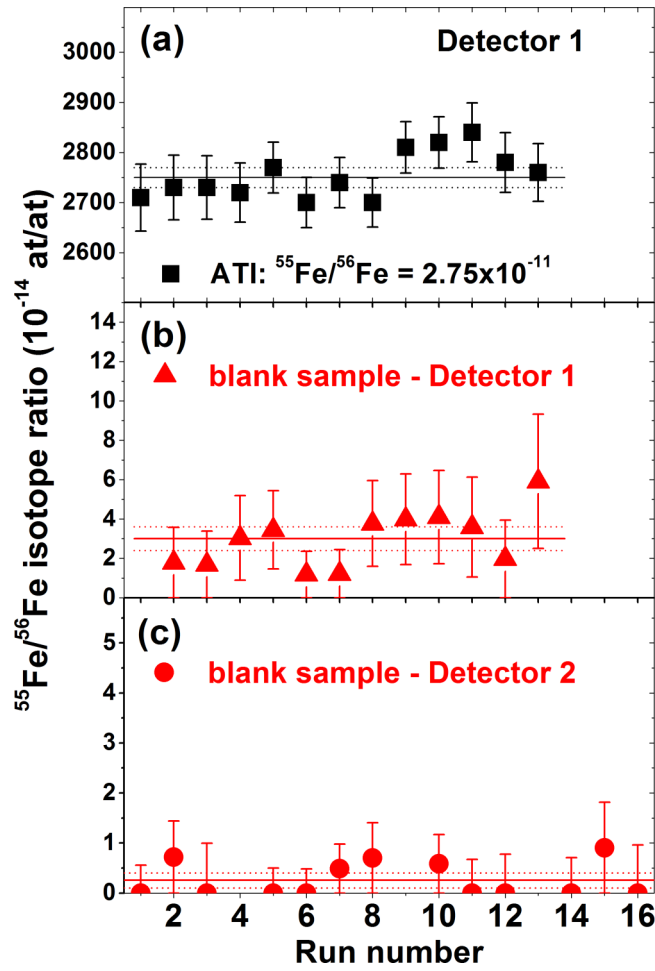 (a)
Detector 1
3000
2900
2800
2700
2600
ATI: ⁵⁵Fe/⁵⁶Fe = 2.75x10⁻¹¹
⁵⁵Fe/⁵⁶Fe isotope ratio (10⁻¹⁴ at/at)
(b)
14
blank sample - Detector 1
12
10
8
6
4
2
0
(c)
5
blank sample - Detector 2
4
3
2
1
0
2 4 6 8 10 12 14 16
Run number